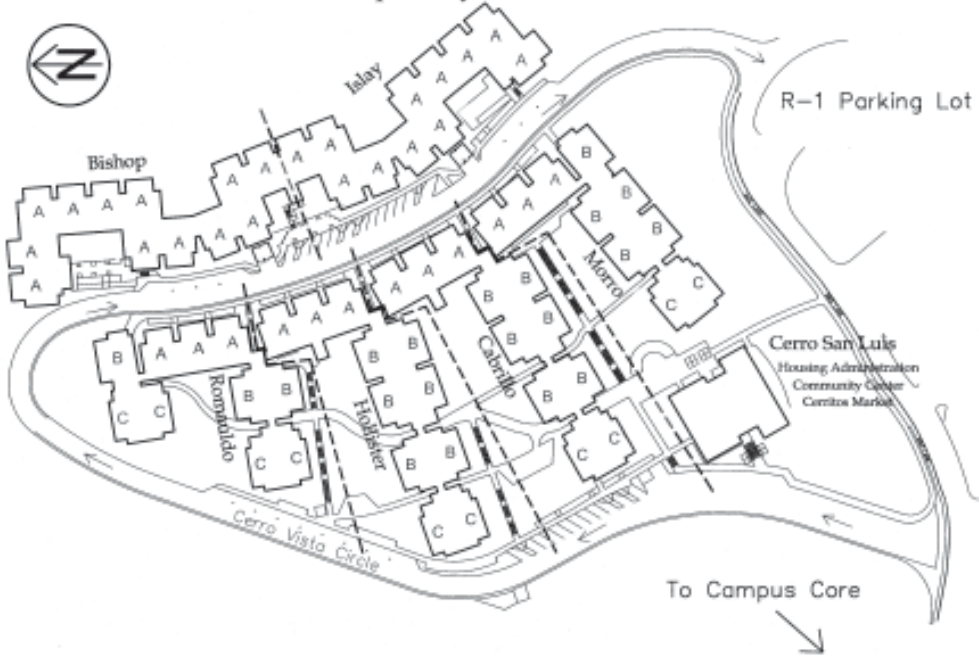 N
Islay
Bishop
R-1 Parking Lot
A A A A A A A A A A A A
A A A A A A A A A A A A
A A A
A A A
A A A
A A A
B B B B B C C
B B B B B B C C
B B B B B B C C
B B C C
B C C
Morro
Cabrillo
Hollister
Romauldo
Cerro San Luis
Housing Administration
Community Center
Cerritos Market
Cerro Vista Circle
To Campus Core